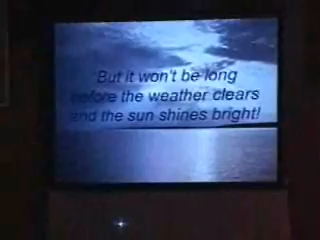 'But it won't be long
before the weather clears
and the sun shines bright!